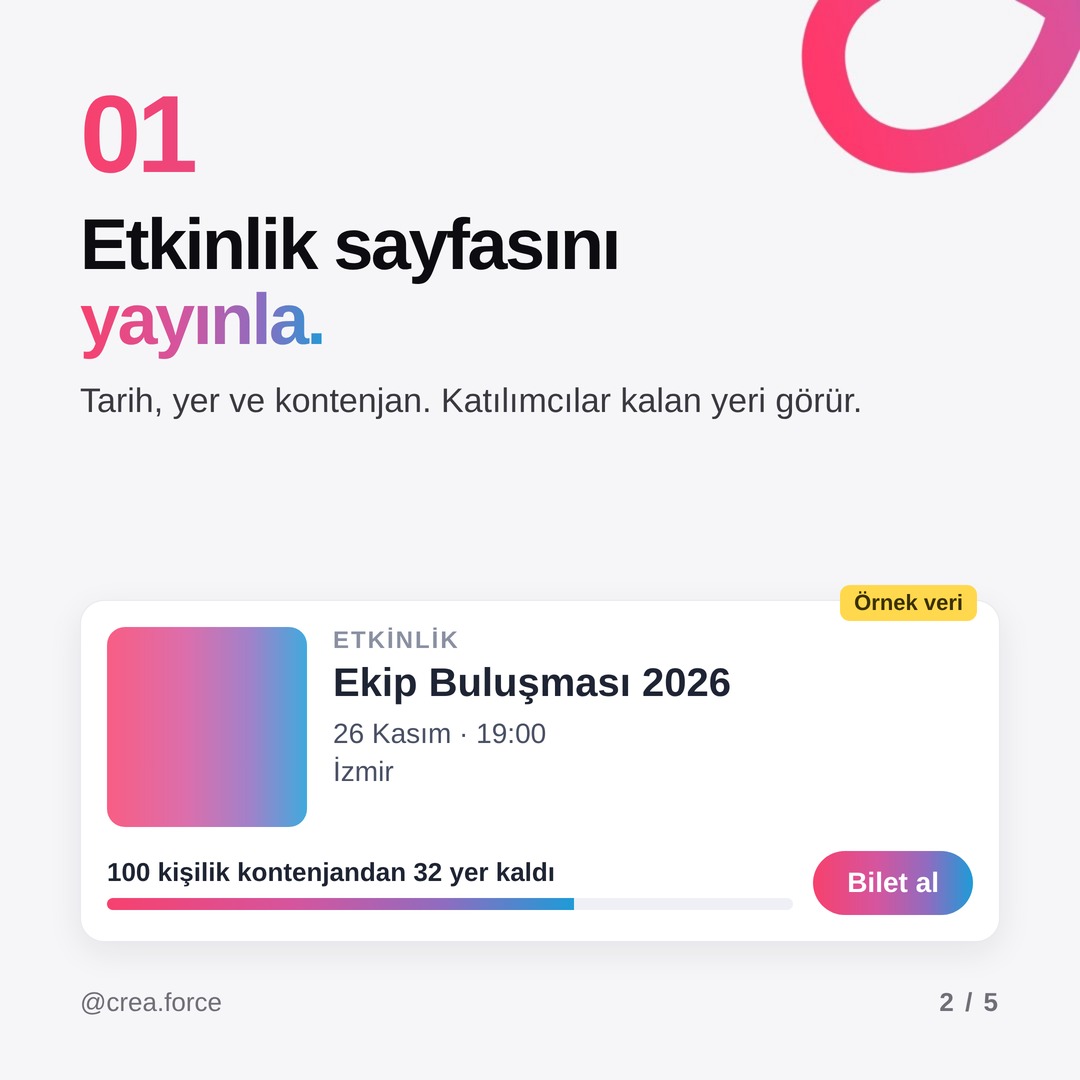 01
Etkinlik sayfasını
yayınla.
Tarih, yer ve kontenjan. Katılımcılar kalan yeri görür.
Örnek veri
ETKİNLİK
Ekip Buluşması 2026
26 Kasım · 19:00
İzmir
100 kişilik kontenjandan 32 yer kaldı
Bilet al
@crea.force
2 / 5